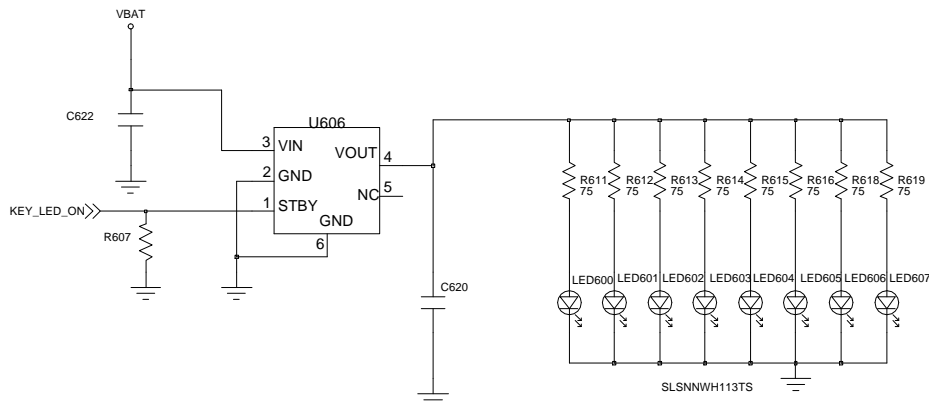 VBAT
C622
U606
3 VIN
VOUT 4
2 GND
NC 5
KEY_LED_ON
1 STBY
GND
6
R607
C620
R611
75
R612
75
R613
75
R614
75
R615
75
R616
75
R618
75
R619
75
LED600
LED601
LED602
LED603
LED604
LED605
LED606
LED607
SLSNNWH113TS